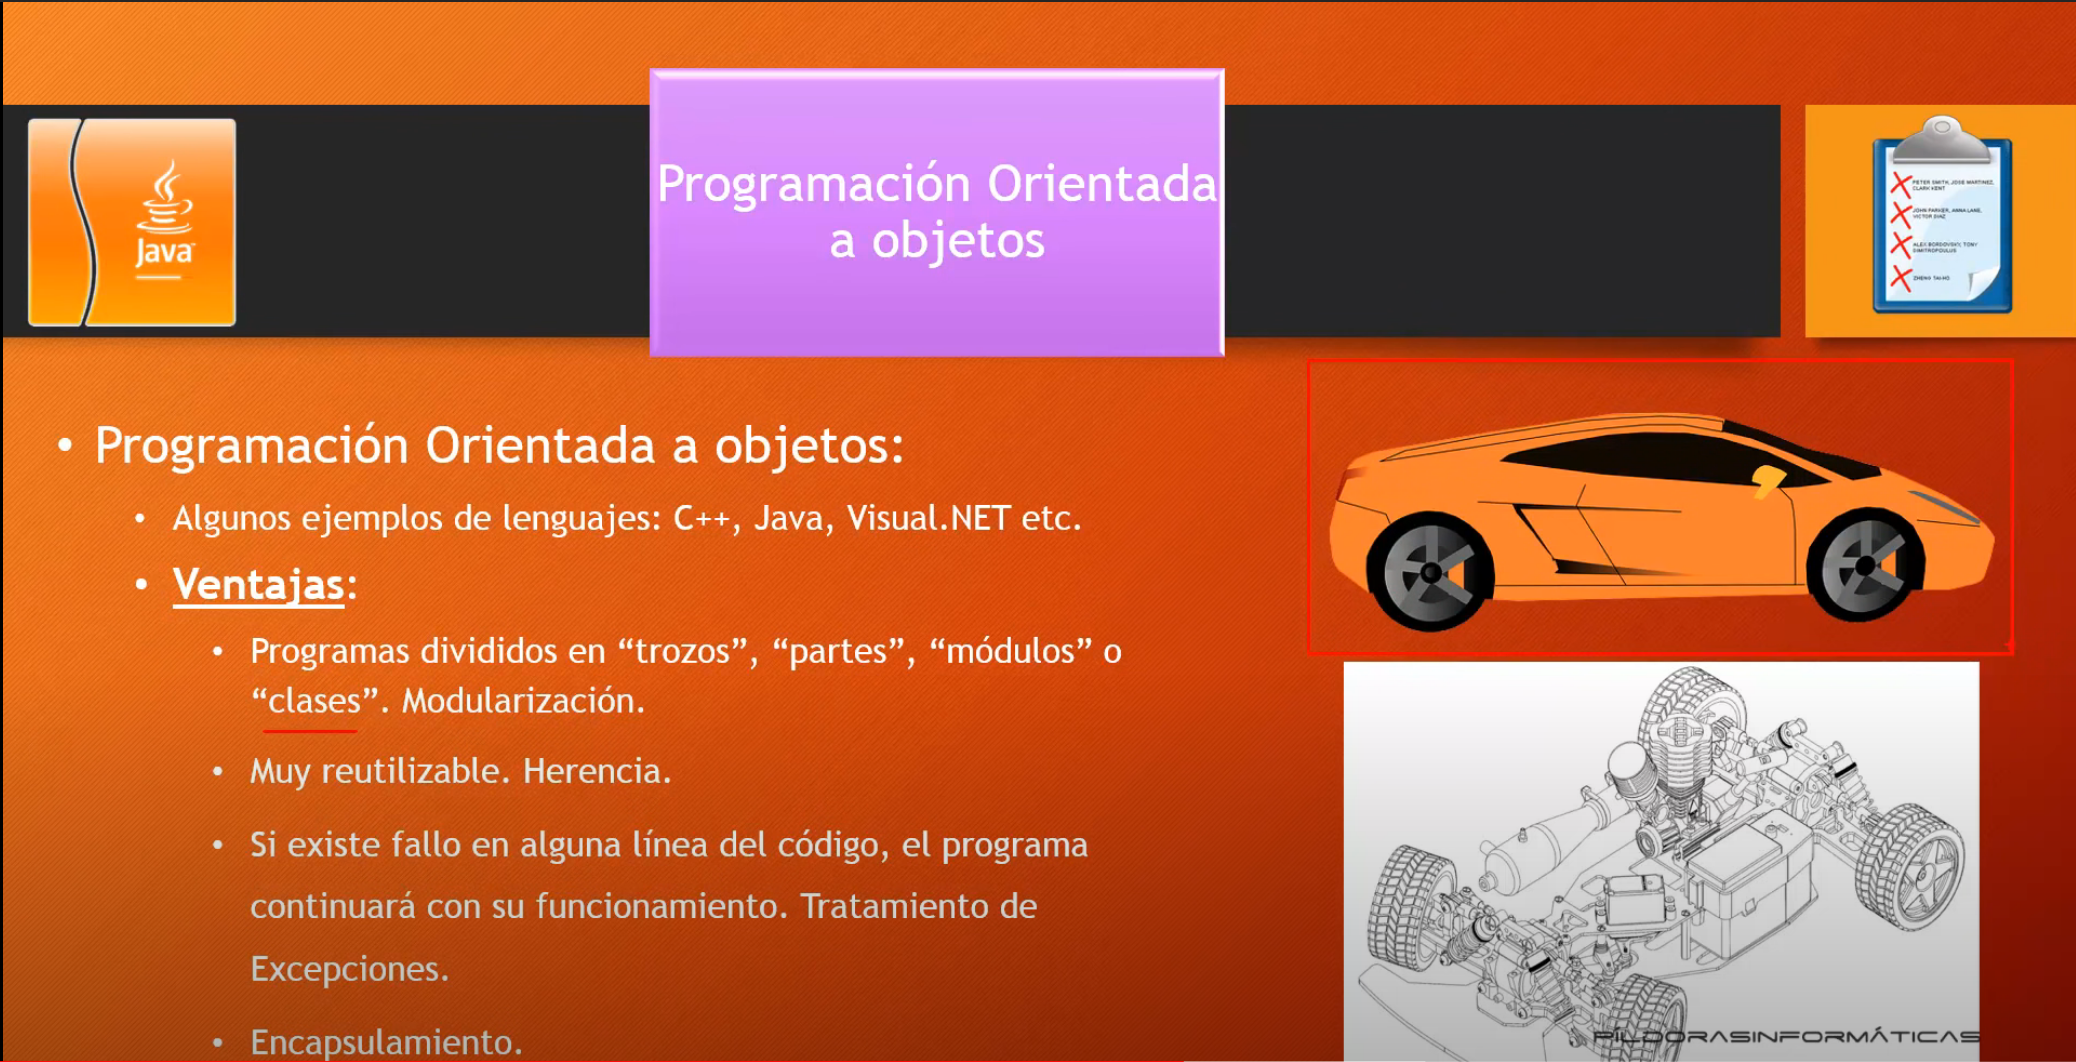 Programación Orientada
a objetos
Java
PETER SMITH, JOSE MARTINEZ,
CLARK KENT
JOHN PARKER, ANNA LANE,
VICTOR DIAZ
ALEX BORSOVSKY, TONY
DIMITROPOULUS
ZHENG TAI-HO
• Programación Orientada a objetos:
• Algunos ejemplos de lenguajes: C++, Java, Visual.NET etc.
• Ventajas:
• Programas divididos en “trozos”, “partes”, “módulos” o
“clases”. Modularización.
• Muy reutilizable. Herencia.
• Si existe fallo en alguna línea del código, el programa
continuará con su funcionamiento. Tratamiento de
Excepciones.
• Encapsulamiento.
PÍLDORASINFORMÁTICAS